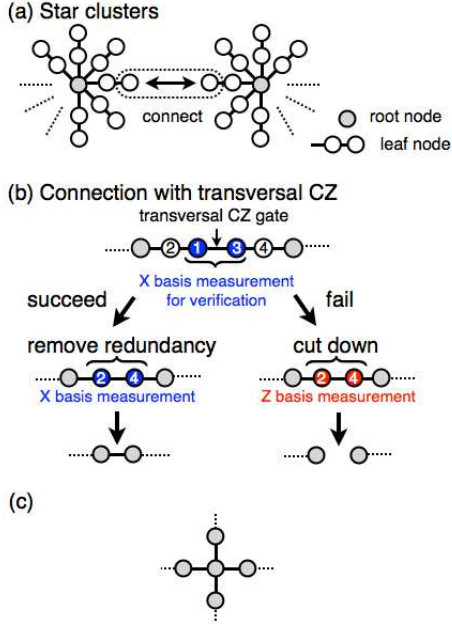 (a) Star clusters
connect
root node
leaf node
(b) Connection with transversal CZ
transversal CZ gate
2 1 3 4
X basis measurement
for verification
succeed
fail
remove redundancy
cut down
2 4
2 4
X basis measurement
Z basis measurement
(c)